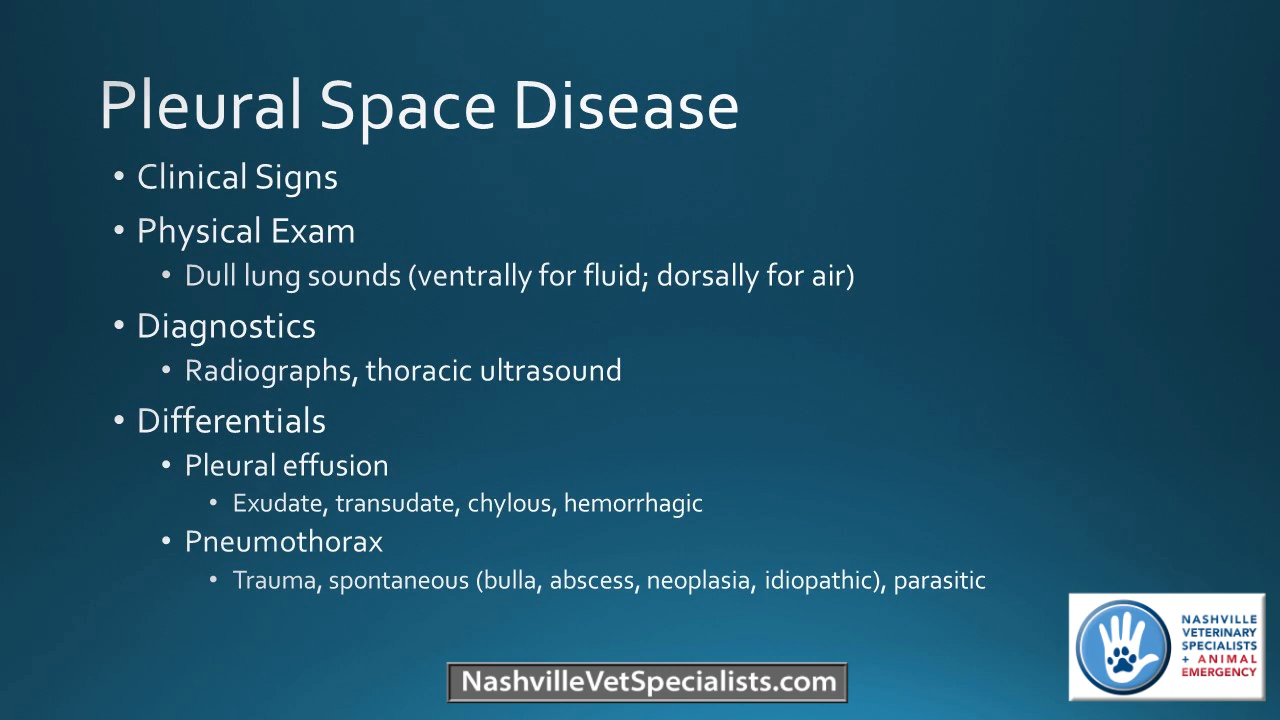 Pleural Space Disease
• Clinical Signs
• Physical Exam
• Dull lung sounds (ventrally for fluid; dorsally for air)
• Diagnostics
• Radiographs, thoracic ultrasound
• Differentials
• Pleural effusion
• Exudate, transudate, chylous, hemorrhagic
• Pneumothorax
• Trauma, spontaneous (bulla, abscess, neoplasia, idiopathic), parasitic
NASHVILLE
VETERINARY
SPECIALISTS
+ ANIMAL
EMERGENCY
NashvilleVetSpecialists.com